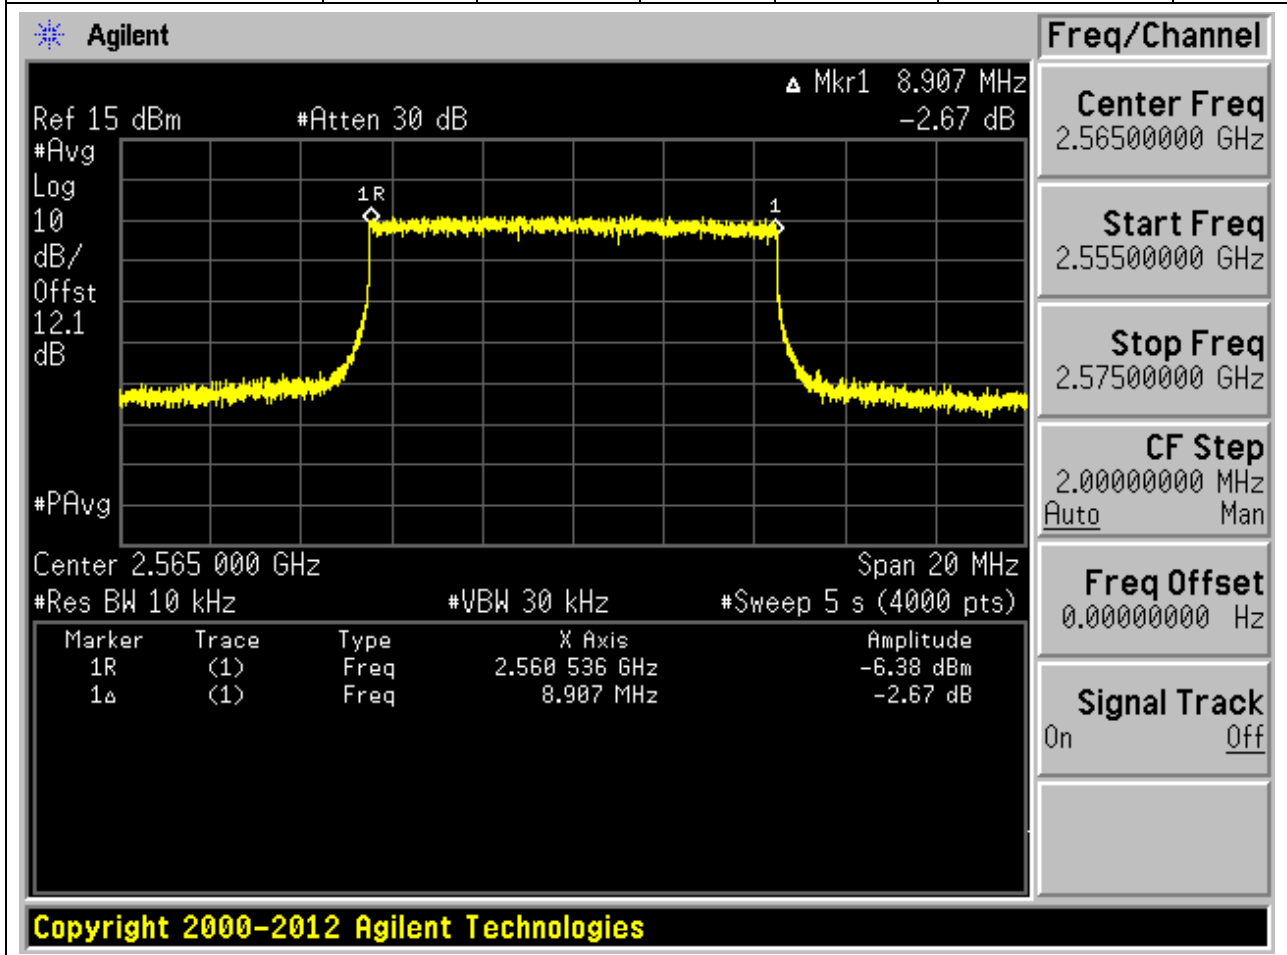 Agilent
Freq/Channel
Δ Mkr1 8.907 MHz
Ref 15 dBm #Atten 30 dB -2.67 dB
#Avg
Log
10
dB/
Offst
12.1
dB
1R
1
#PAvg
Center 2.565 000 GHz Span 20 MHz
#Res BW 10 kHz #VBW 30 kHz #Sweep 5 s (4000 pts)
Marker Trace Type X Axis Amplitude
1R (1) Freq 2.560 536 GHz -6.38 dBm
1Δ (1) Freq 8.907 MHz -2.67 dB
Center Freq
2.56500000 GHz
Start Freq
2.55500000 GHz
Stop Freq
2.57500000 GHz
CF Step
2.00000000 MHz
Auto Man
Freq Offset
0.00000000 Hz
Signal Track
On Off
Copyright 2000-2012 Agilent Technologies